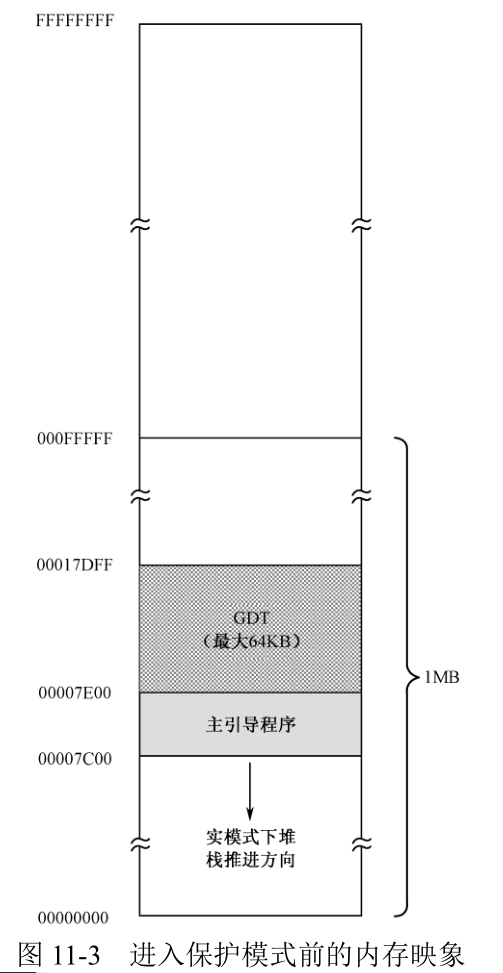 FFFFFFFF
000FFFFF
00017DFF
GDT
（最大64KB）
00007E00
1MB
主引导程序
00007C00
实模式下堆
栈推进方向
00000000
图 11-3 进入保护模式前的内存映象